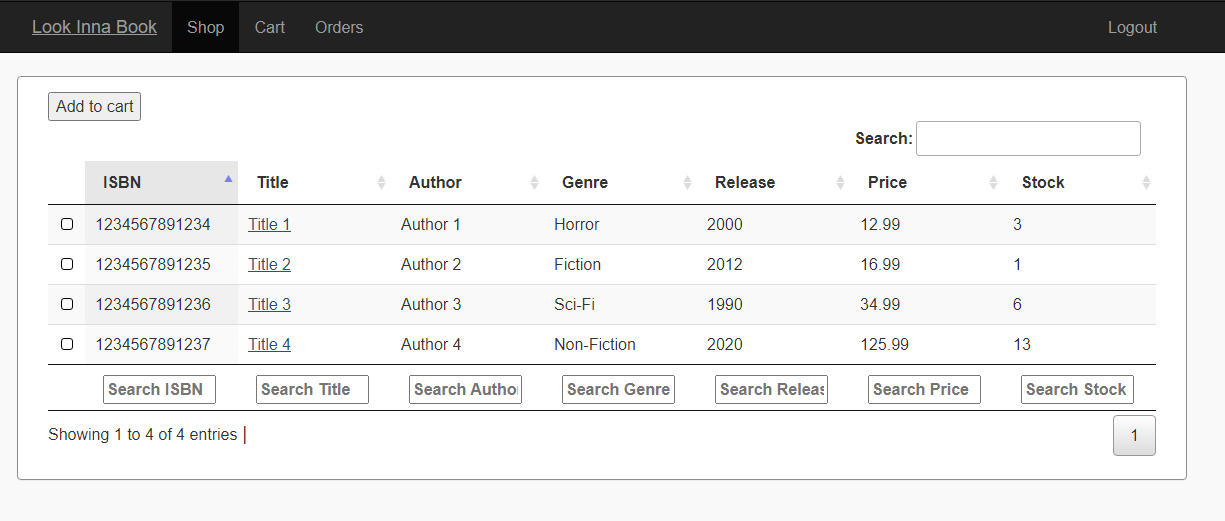 Look Inna Book Shop Cart Orders Logout
Add to cart
Search:
ISBN Title Author Genre Release Price Stock
1234567891234 Title 1 Author 1 Horror 2000 12.99 3
1234567891235 Title 2 Author 2 Fiction 2012 16.99 1
1234567891236 Title 3 Author 3 Sci-Fi 1990 34.99 6
1234567891237 Title 4 Author 4 Non-Fiction 2020 125.99 13
Search ISBN Search Title Search Autho Search Genre Search Releas Search Price Search Stock
Showing 1 to 4 of 4 entries | 1